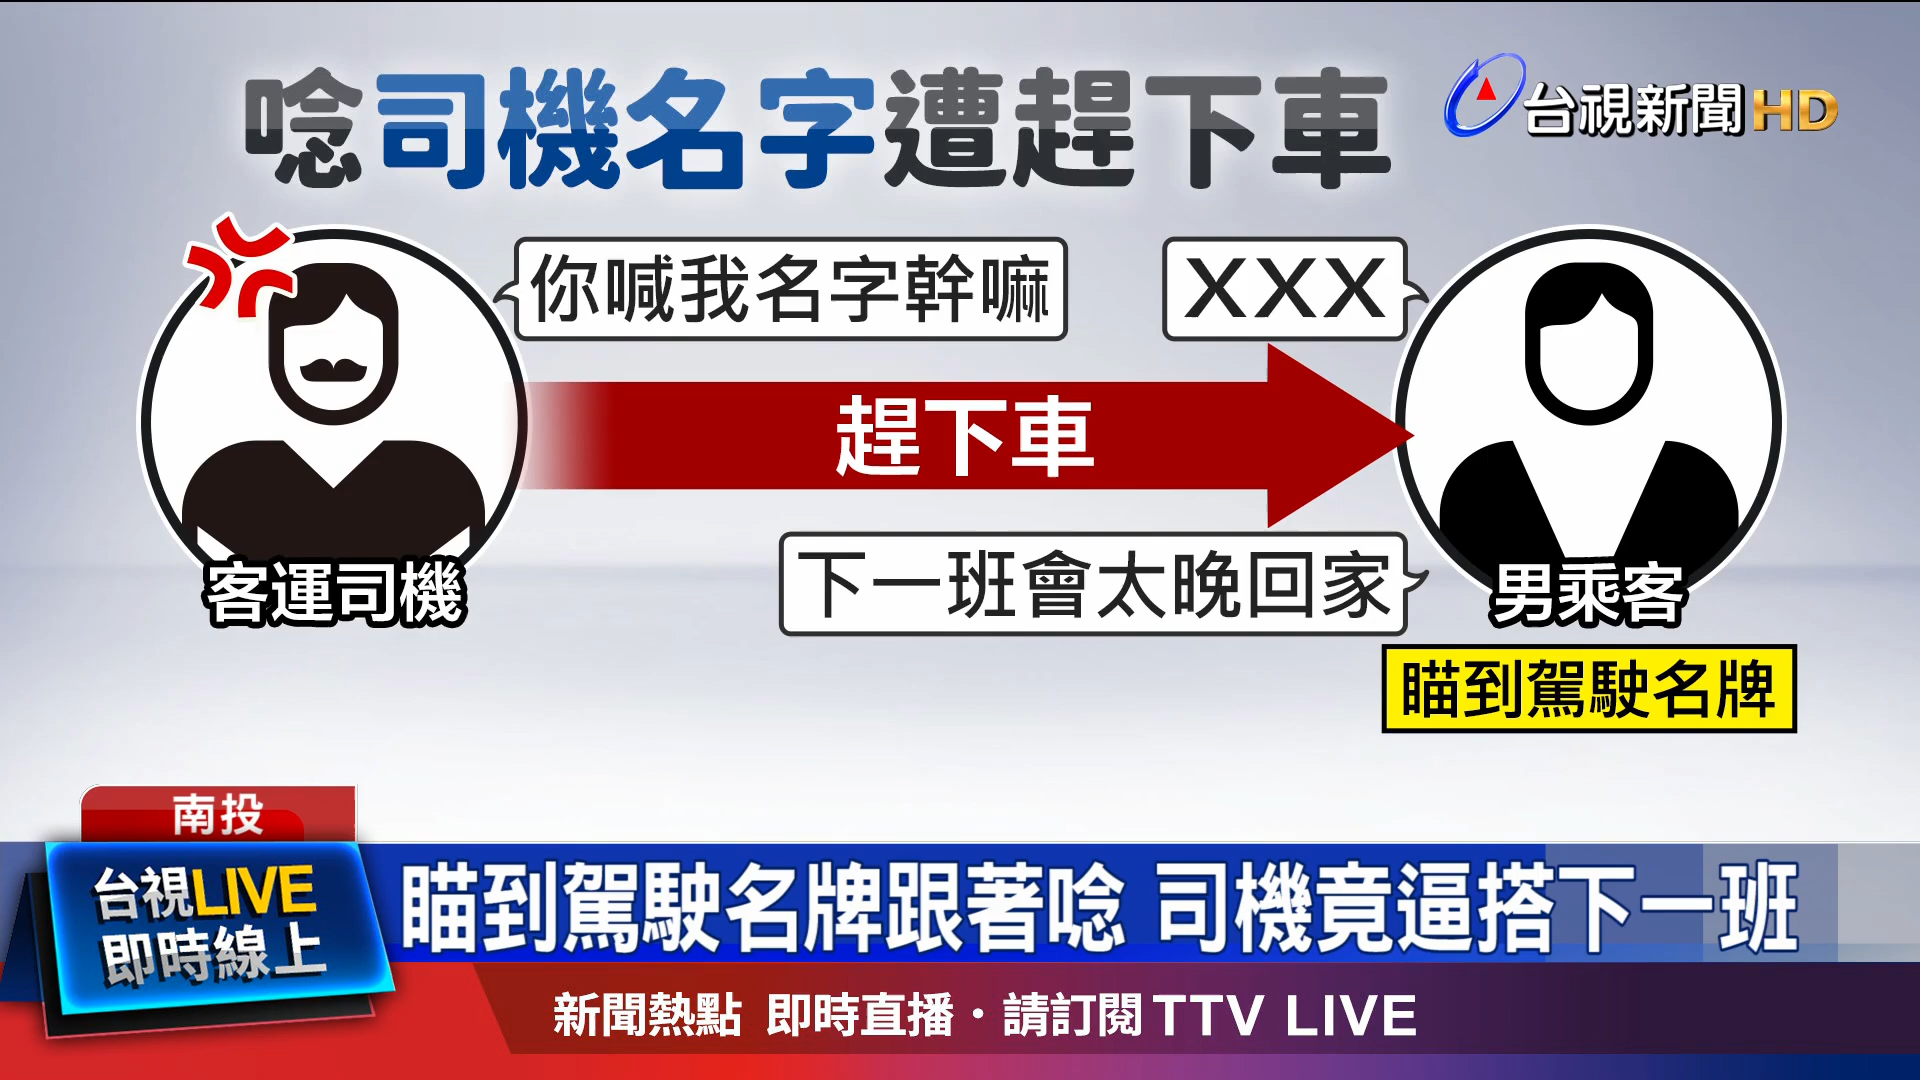 唸司機名字遭趕下車
台視新聞HD
你喊我名字幹嘛
XXX
趕下車
下一班會太晚回家
客運司機
男乘客
瞄到駕駛名牌
南投
台視LIVE
即時線上
瞄到駕駛名牌跟著唸 司機竟逼搭下一班
新聞熱點 即時直播・請訂閱TTV LIVE